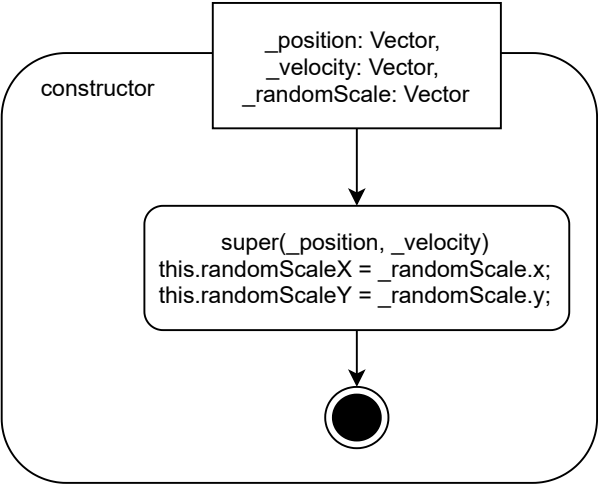 _position: Vector,
_velocity: Vector,
_randomScale: Vector
constructor
super(_position, _velocity)
this.randomScaleX = _randomScale.x;
this.randomScaleY = _randomScale.y;